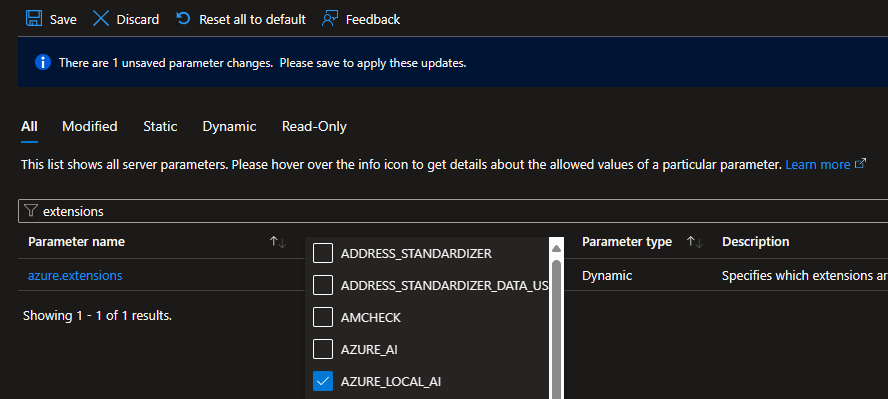 Save Discard Reset all to default Feedback
There are 1 unsaved parameter changes. Please save to apply these updates.
All Modified Static Dynamic Read-Only
This list shows all server parameters. Please hover over the info icon to get details about the allowed values of a particular parameter. Learn more
extensions
Parameter name Parameter type Description
ADDRESS_STANDARDIZER
azure.extensions Dynamic Specifies which extensions ar
ADDRESS_STANDARDIZER_DATA_US
Showing 1 - 1 of 1 results.
AMCHECK
AZURE_AI
AZURE_LOCAL_AI